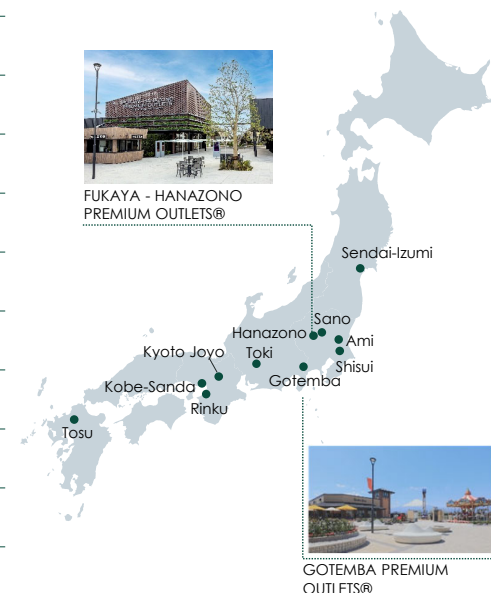 FUKAYA - HANAZONO
PREMIUM OUTLETS®
Sendai-Izumi
Sano
Hanazono
Ami
Kyoto Joyo
Toki
Shisui
Gotemba
Kobe-Sanda
Rinku
Tosu
GOTEMBA PREMIUM
OUTLETS®